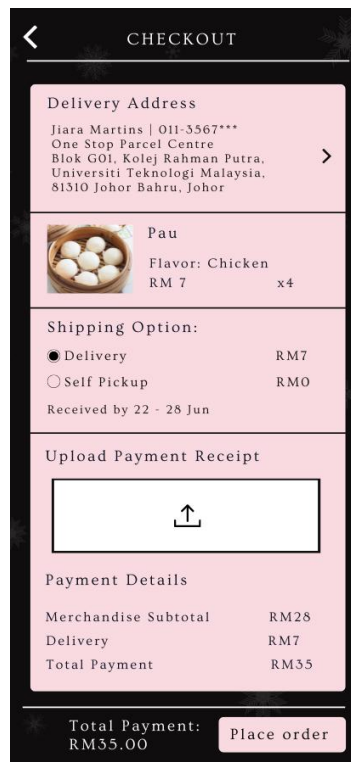 CHECKOUT
Delivery Address
Jiara Martins | 011-3567***
One Stop Parcel Centre
Blok G01, Kolej Rahman Putra,
Universiti Teknologi Malaysia,
81310 Johor Bahru, Johor
Pau
Flavor: Chicken
RM 7 x4
Shipping Option:
Delivery RM7
Self Pickup RM0
Received by 22 - 28 Jun
Upload Payment Receipt
Payment Details
Merchandise Subtotal RM28
Delivery RM7
Total Payment RM35
Total Payment:
RM35.00
Place order